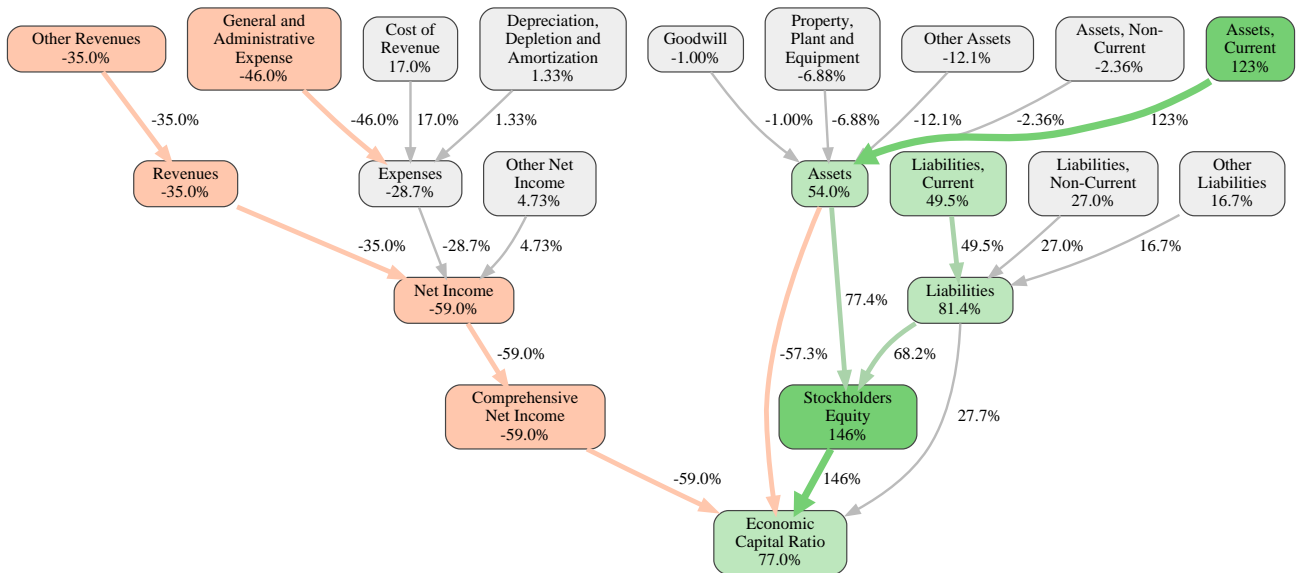 Other Revenues
-35.0%
General and
Administrative
Expense
-46.0%
Cost of
Revenue
17.0%
Depreciation,
Depletion and
Amortization
1.33%
Goodwill
-1.00%
Property,
Plant and
Equipment
-6.88%
Other Assets
-12.1%
Assets, Non-
Current
-2.36%
Assets,
Current
123%
-35.0%
-46.0%
17.0%
1.33%
-1.00%
-6.88%
-12.1%
-2.36%
123%
Revenues
-35.0%
Expenses
-28.7%
Other Net
Income
4.73%
Assets
54.0%
Liabilities,
Current
49.5%
Liabilities,
Non-Current
27.0%
Other
Liabilities
16.7%
-35.0%
-28.7%
4.73%
49.5%
27.0%
16.7%
Net Income
-59.0%
77.4%
Liabilities
81.4%
-59.0%
-57.3%
68.2%
Comprehensive
Net Income
-59.0%
Stockholders
Equity
146%
27.7%
-59.0%
146%
Economic
Capital Ratio
77.0%